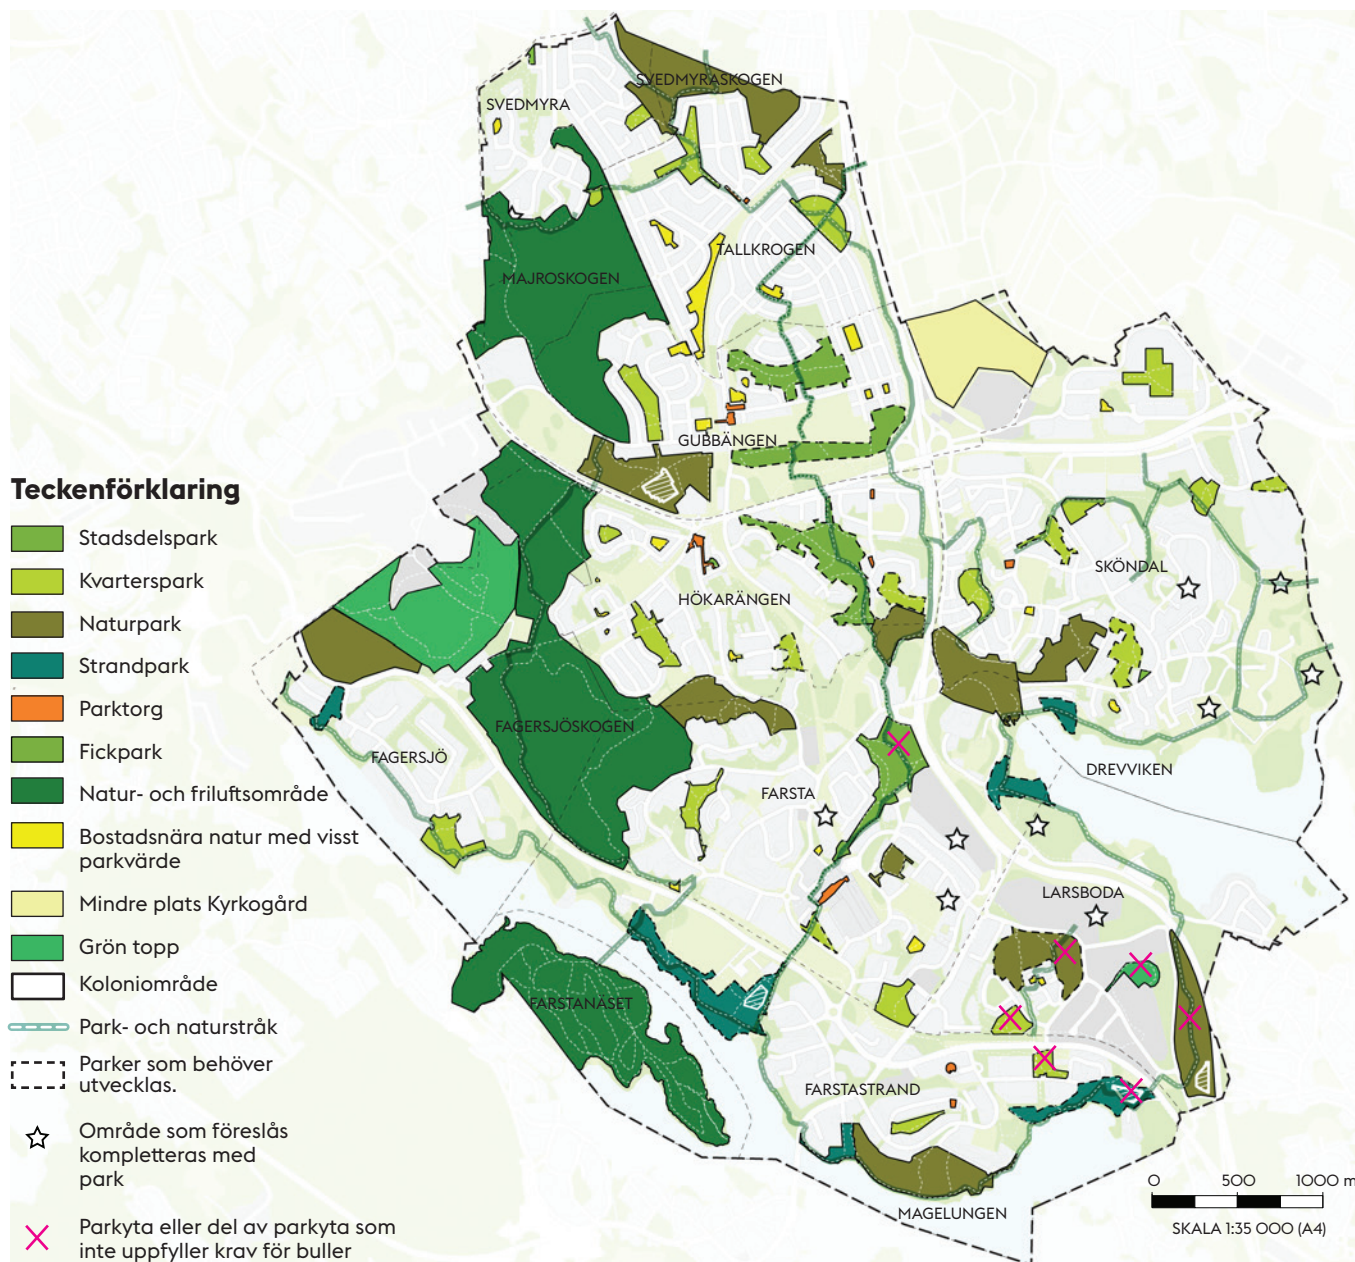 SVEDMYRASKOGEN
SVEDMYRA
TALLKROGEN
MAJROSKOGEN
GUBBÄNGEN
SKÖNDAL
HÖKARÄNGEN
FAGERSJÖSKOGEN
FAGERSJÖ
DREVVIKEN
FARSTA
LARSBODA
FARSTANÄSET
FARSTASTRAND
MAGELUNGEN
Teckenförklaring
Stadsdelspark
Kvarterspark
Naturpark
Strandpark
Parktorg
Fickpark
Natur- och friluftsområde
Bostadsnära natur med visst
parkvärde
Mindre plats Kyrkogård
Grön topp
Koloniområde
Park- och naturstråk
Parker som behöver
utvecklas.
Område som föreslås
kompletteras med
park
Parkyta eller del av parkyta som
inte uppfyller krav för buller
0 500 1000 m
SKALA 1:35 000 (A4)